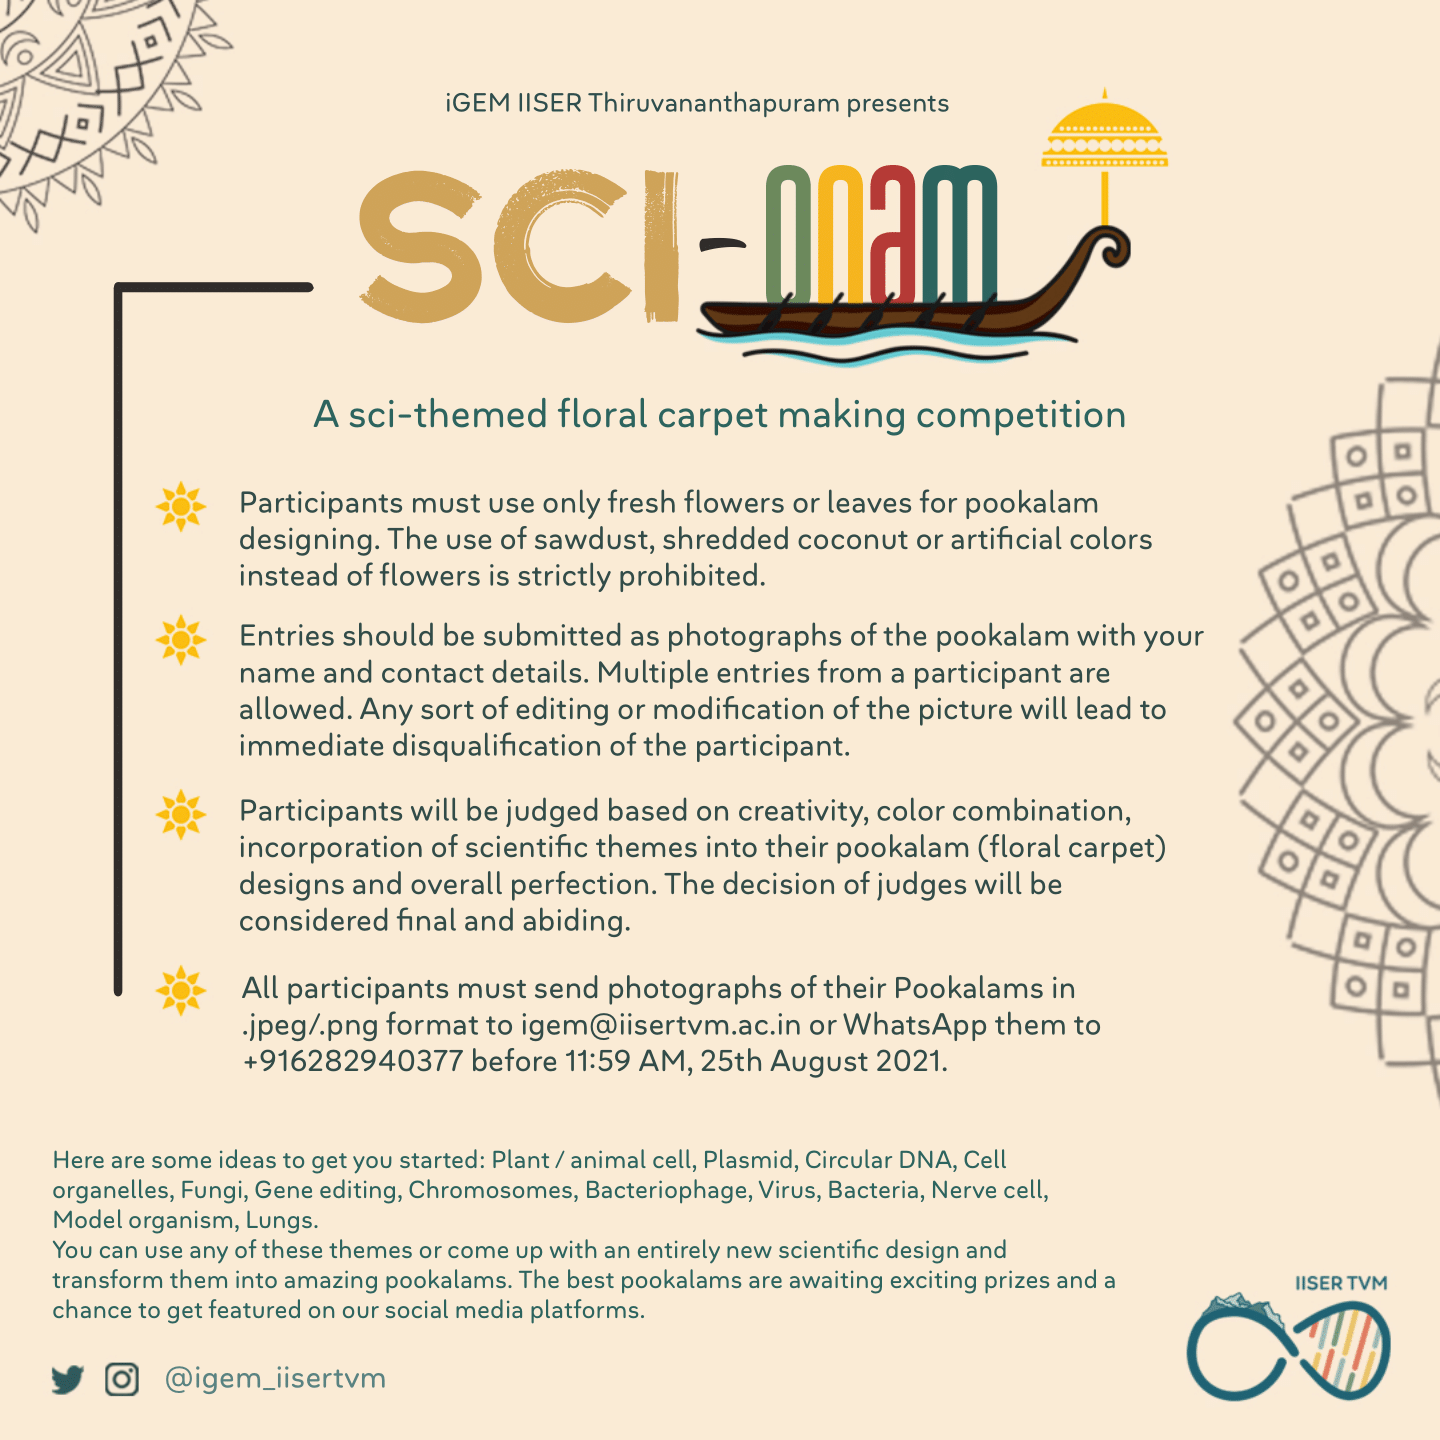 iGEM IISER Thiruvananthapuram presents
SCI-onam
A sci-themed floral carpet making competition
Participants must use only fresh flowers or leaves for pookalam
designing. The use of sawdust, shredded coconut or artificial colors
instead of flowers is strictly prohibited.
Entries should be submitted as photographs of the pookalam with your
name and contact details. Multiple entries from a participant are
allowed. Any sort of editing or modification of the picture will lead to
immediate disqualification of the participant.
Participants will be judged based on creativity, color combination,
incorporation of scientific themes into their pookalam (floral carpet)
designs and overall perfection. The decision of judges will be
considered final and abiding.
All participants must send photographs of their Pookalams in
.jpeg/.png format to igem@iisertvm.ac.in or WhatsApp them to
+916282940377 before 11:59 AM, 25th August 2021.
Here are some ideas to get you started: Plant / animal cell, Plasmid, Circular DNA, Cell
organelles, Fungi, Gene editing, Chromosomes, Bacteriophage, Virus, Bacteria, Nerve cell,
Model organism, Lungs.
You can use any of these themes or come up with an entirely new scientific design and
transform them into amazing pookalams. The best pookalams are awaiting exciting prizes and a
chance to get featured on our social media platforms.
IISER TVM
@igem_iisertvm